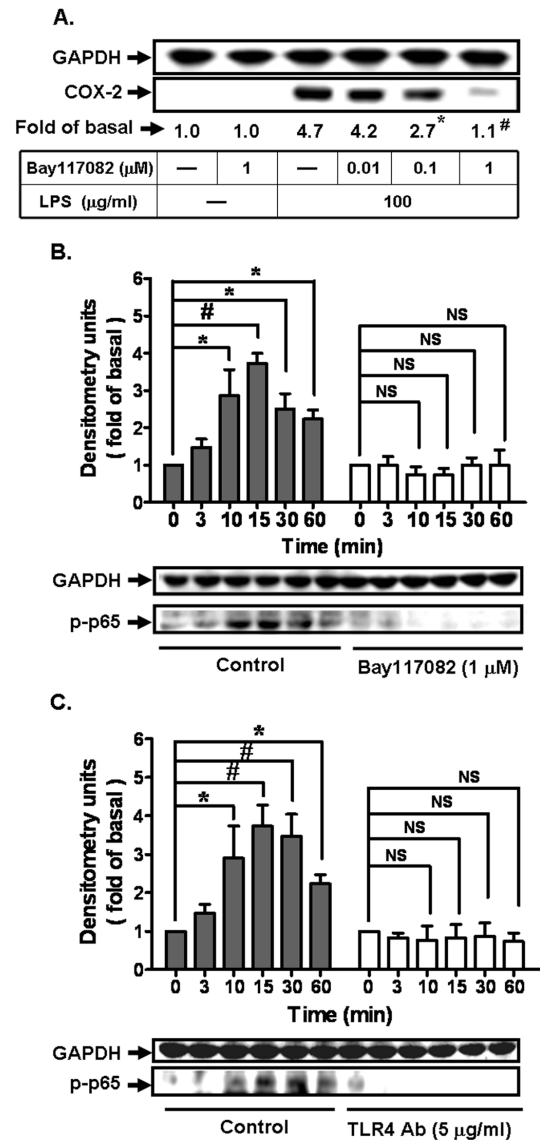 A.
GAPDH
COX-2
Fold of basal 1.0 1.0 4.7 4.2 2.7* 1.1#
Bay117082 (μM) — 1 — 0.01 0.1 1
LPS (μg/ml) — 100
B.
Densitometry units
( fold of basal )
6
5
4
3
2
1
0
* # * *
NS NS NS NS
0 3 10 15 30 60 0 3 10 15 30 60
Time (min)
GAPDH
p-p65
Control Bay117082 (1 μM)
C.
Densitometry units
( fold of basal )
6
5
4
3
2
1
0
* # # *
NS NS NS NS
0 3 10 15 30 60 0 3 10 15 30 60
Time (min)
GAPDH
p-p65
Control TLR4 Ab (5 μg/ml)